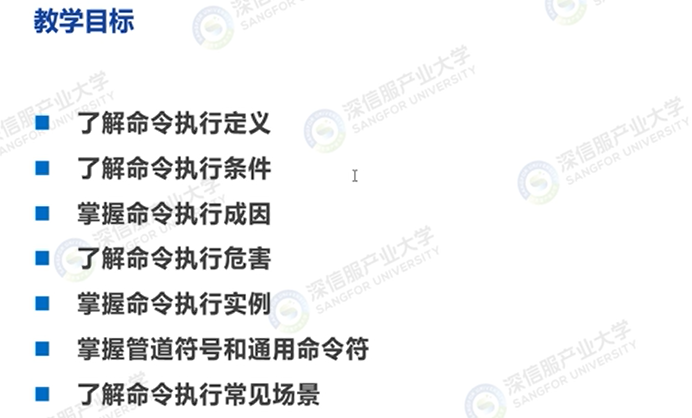 教学目标
了解命令执行定义
了解命令执行条件
掌握命令执行成因
了解命令执行危害
掌握命令执行实例
掌握管道符号和通用命令符
了解命令执行常见场景
深信服产业大学
SANGFOR UNIVERSITY